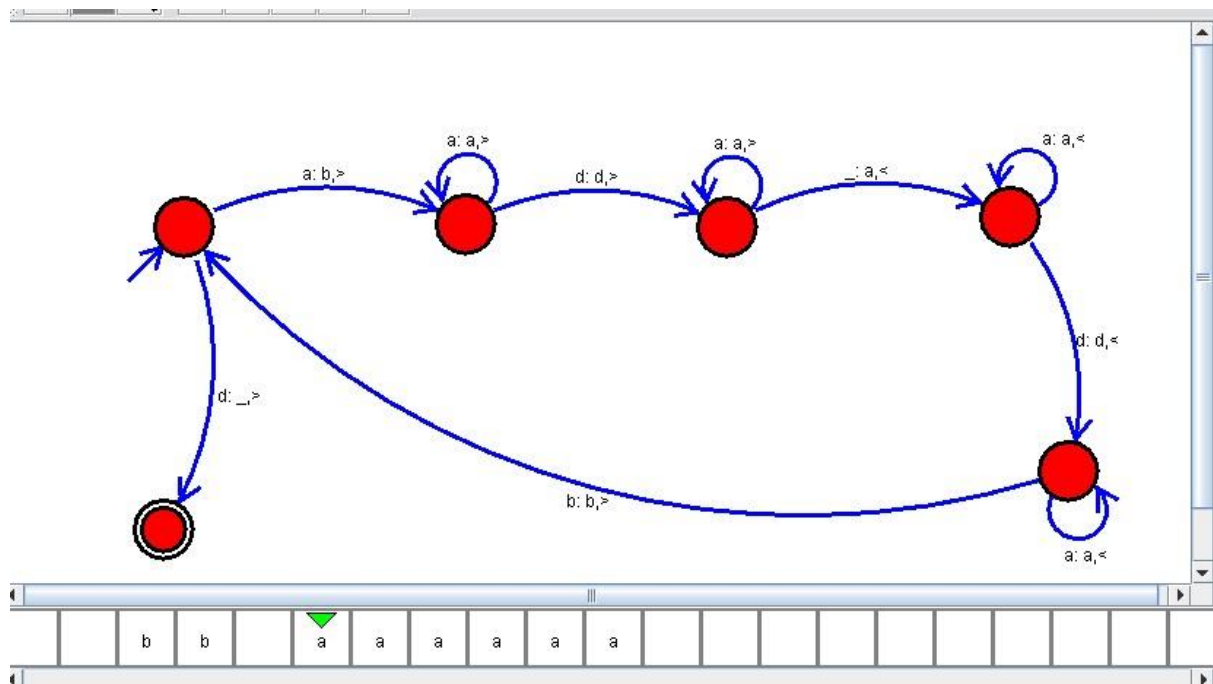 a: a,>
a: a,>
a: a,<
a: b,>
d: d,>
_: a,<
d: d,<
d: _,>
b: b,>
a: a,<
b b a a a a a a